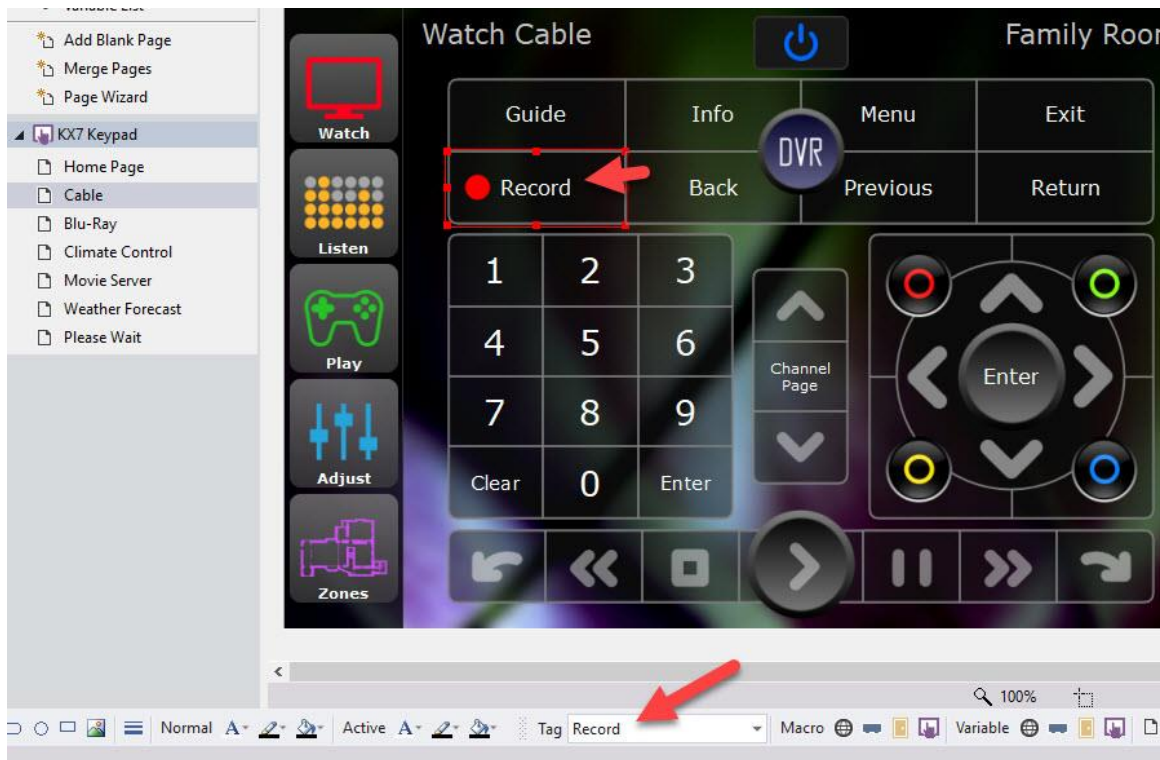 Variable List
Add Blank Page
Merge Pages
Page Wizard
KX7 Keypad
Home Page
Cable
Blu-Ray
Climate Control
Movie Server
Weather Forecast
Please Wait
Watch
Listen
Play
Adjust
Zones
Watch Cable
Family Roo
Guide Info Menu Exit
DVR
Record Back Previous Return
1 2 3
4 5 6
7 8 9
Clear 0 Enter
Channel
Page
Enter
100%
Normal A Active A Tag Record Macro Variable